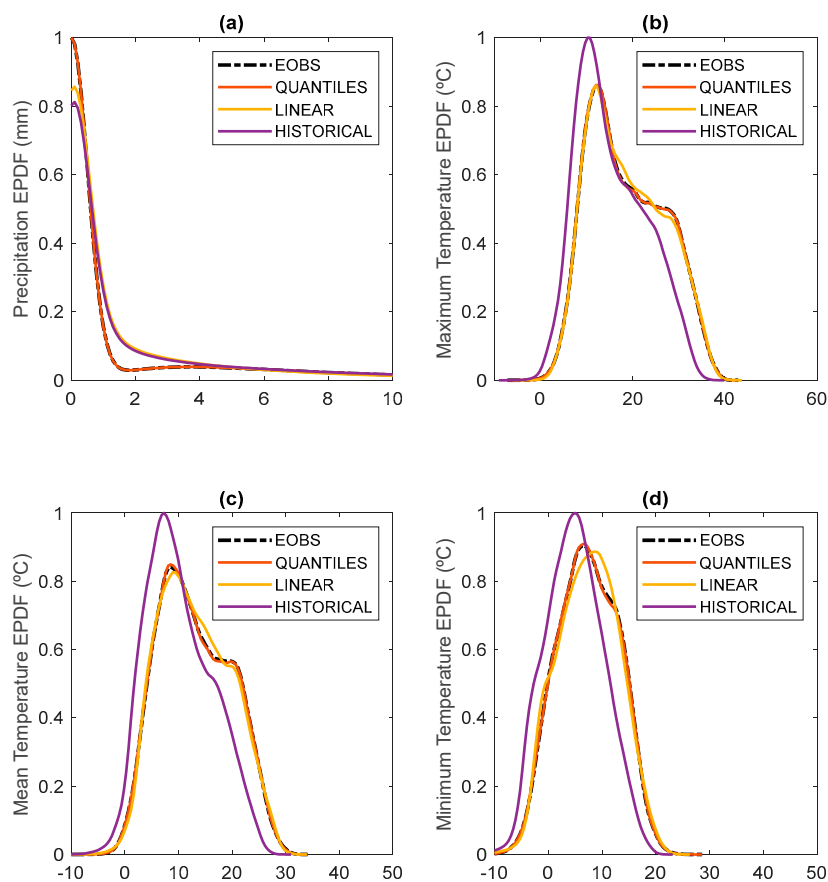 (a)
Precipitation EPDF (mm)
1
0.8
0.6
0.4
0.2
0
0 2 4 6 8 10
EOBS
QUANTILES
LINEAR
HISTORICAL
(b)
Maximum Temperature EPDF (ºC)
1
0.8
0.6
0.4
0.2
0
0 20 40 60
EOBS
QUANTILES
LINEAR
HISTORICAL
(c)
Mean Temperature EPDF (ºC)
1
0.8
0.6
0.4
0.2
0
-10 0 10 20 30 40 50
EOBS
QUANTILES
LINEAR
HISTORICAL
(d)
Minimum Temperature EPDF (ºC)
1
0.8
0.6
0.4
0.2
0
-10 0 10 20 30 40 50
EOBS
QUANTILES
LINEAR
HISTORICAL